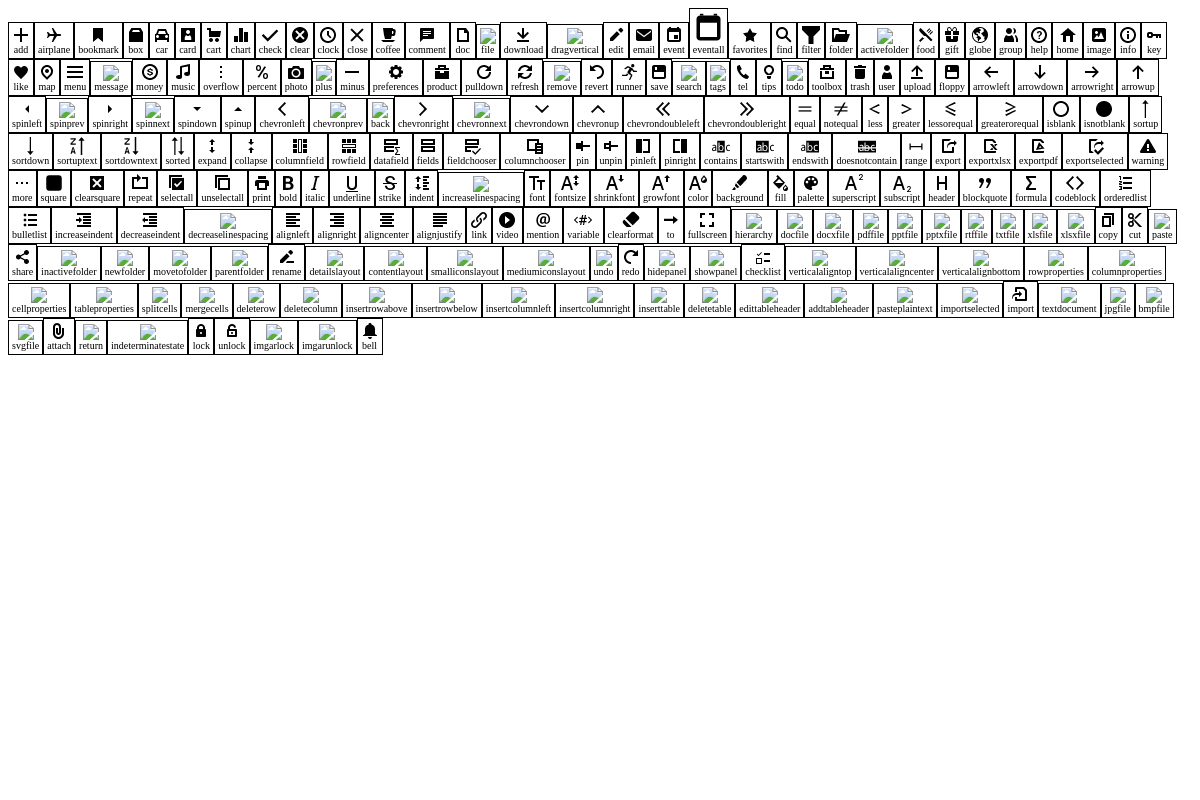 add airplane bookmark box car card cart chart check clear clock close coffee comment doc file download dragvertical edit email event eventall favorites find filter folder activefolder food gift globe group help home image info key
like map menu message money music overflow percent photo plus minus preferences product pulldown refresh remove revert runner save search tags tel tips todo toolbox trash user upload floppy arrowleft arrowdown arrowright arrowup
spinleft spinprev spinright spinnext spindown spinup chevronleft chevronprev back chevronright chevronnext chevrondown chevronup chevrondoubleleft chevrondoubleright equal notequal less greater lessorequal greaterorequal isblank isnotblank sortup
sortdown sortuptext sortdowntext sorted expand collapse columnfield rowfield datafield fields fieldchooser columnchooser pin unpin pinleft pinright contains startswith endswith doesnotcontain range export exportxlsx exportpdf exportselected warning
more square clearsquare repeat selectall unselectall print bold italic underline strike indent increaselinespacing font fontsize shrinkfont growfont color background fill palette superscript subscript header blockquote formula codeblock orderedlist
bulletlist increaseindent decreaseindent decreaselinespacing alignleft alignright aligncenter alignjustify link video mention variable clearformat to fullscreen hierarchy docfile docxfile pdffile pptfile pptxfile rtffile txtfile xlsfile xlsxfile copy cut paste
share inactivefolder newfolder movetofolder parentfolder rename detailslayout contentlayout smalliconslayout mediumiconslayout undo redo hidepanel showpanel checklist verticalaligntop verticalaligncenter verticalalignbottom rowproperties columnproperties
cellproperties tableproperties splitcells mergecells deleterow deletecolumn insertrowabove insertrowbelow insertcolumnleft insertcolumnright inserttable deletetable edittableheader addtableheader pasteplaintext importselected import textdocument jpgfile bmpfile
svgfile attach return indeterminatestate lock unlock imgarlock imgarunlock bell